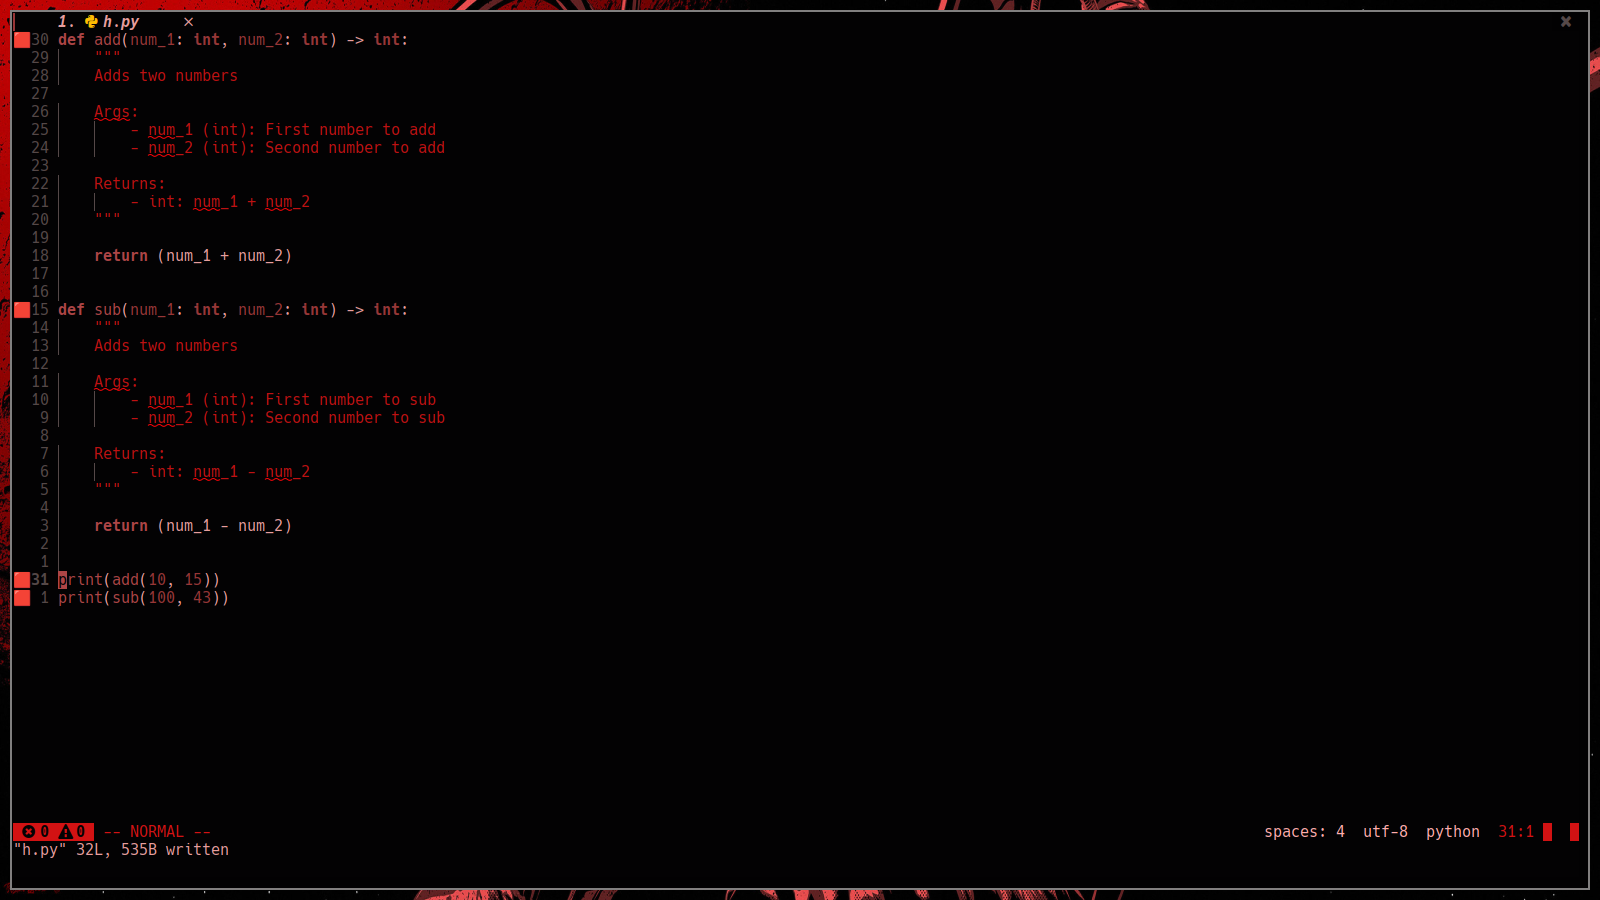 1. h.py ×
30 def add(num_1: int, num_2: int) -> int:
29 """
28 Adds two numbers
27
26 Args:
25 - num_1 (int): First number to add
24 - num_2 (int): Second number to add
23
22 Returns:
21 - int: num_1 + num_2
20 """
19
18 return (num_1 + num_2)
17
16
15 def sub(num_1: int, num_2: int) -> int:
14 """
13 Adds two numbers
12
11 Args:
10 - num_1 (int): First number to sub
9 - num_2 (int): Second number to sub
8
7 Returns:
6 - int: num_1 - num_2
5 """
4
3 return (num_1 - num_2)
2
1
31 print(add(10, 15))
1 print(sub(100, 43))
0 0 -- NORMAL -- spaces: 4 utf-8 python 31:1
"h.py" 32L, 535B written